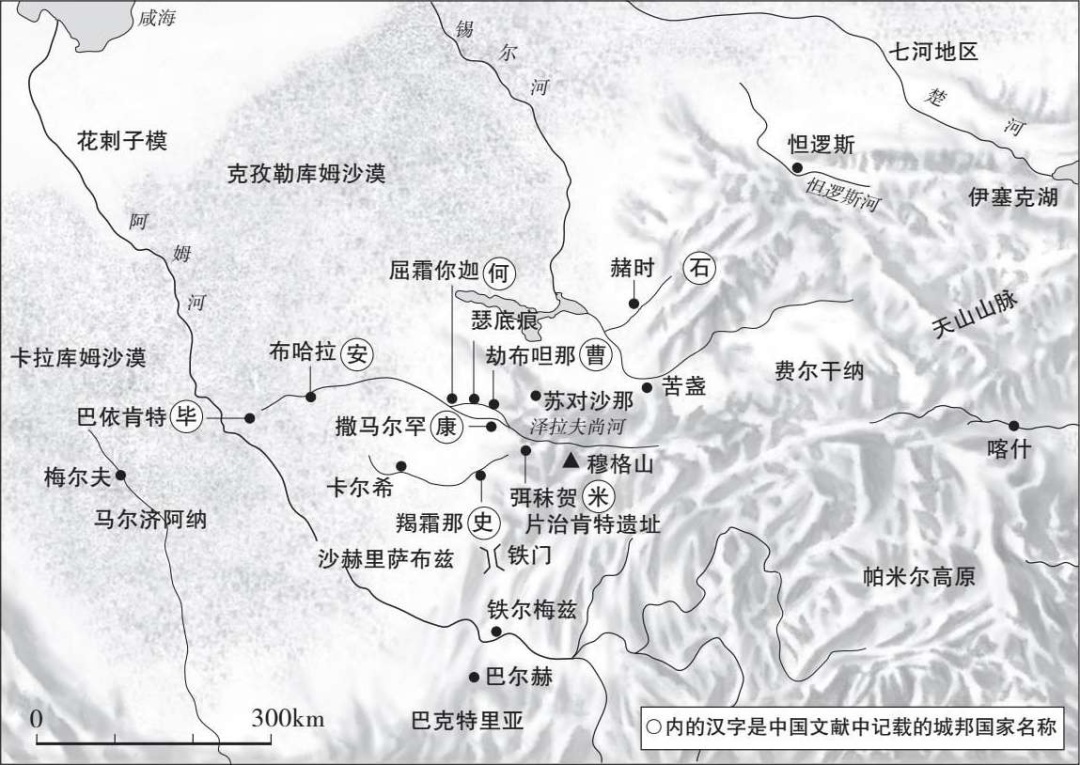 咸海
锡尔河
七河地区
楚河
花剌子模
怛逻斯
克孜勒库姆沙漠
怛逻斯河
伊塞克湖
阿姆河
屈霜你迦 何
赭时 石
瑟底痕
天山山脉
卡拉库姆沙漠
布哈拉 安
劫布呾那 曹
费尔干纳
苦盏
苏对沙那
巴依肯特 毕
撒马尔罕 康
泽拉夫尚河
喀什
梅尔夫
卡尔希
穆格山
弭秣贺 米
马尔济阿纳
羯霜那 史
片治肯特遗址
沙赫里萨布兹
铁门
帕米尔高原
铁尔梅兹
巴尔赫
0 300km
巴克特里亚
○内的汉字是中国文献中记载的城邦国家名称